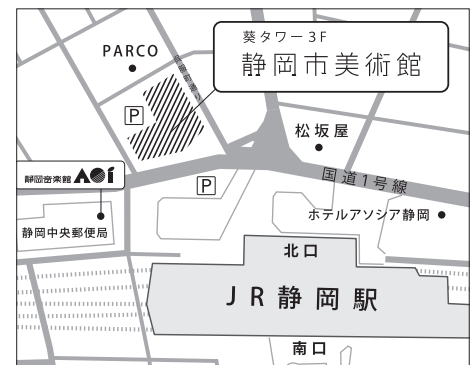 葵タワー3F
静岡市美術館
PARCO
P
松坂屋
国道1号線
静岡音楽館 AOI
P
ホテルアソシア静岡
静岡中央郵便局
北口
JR静岡駅
南口